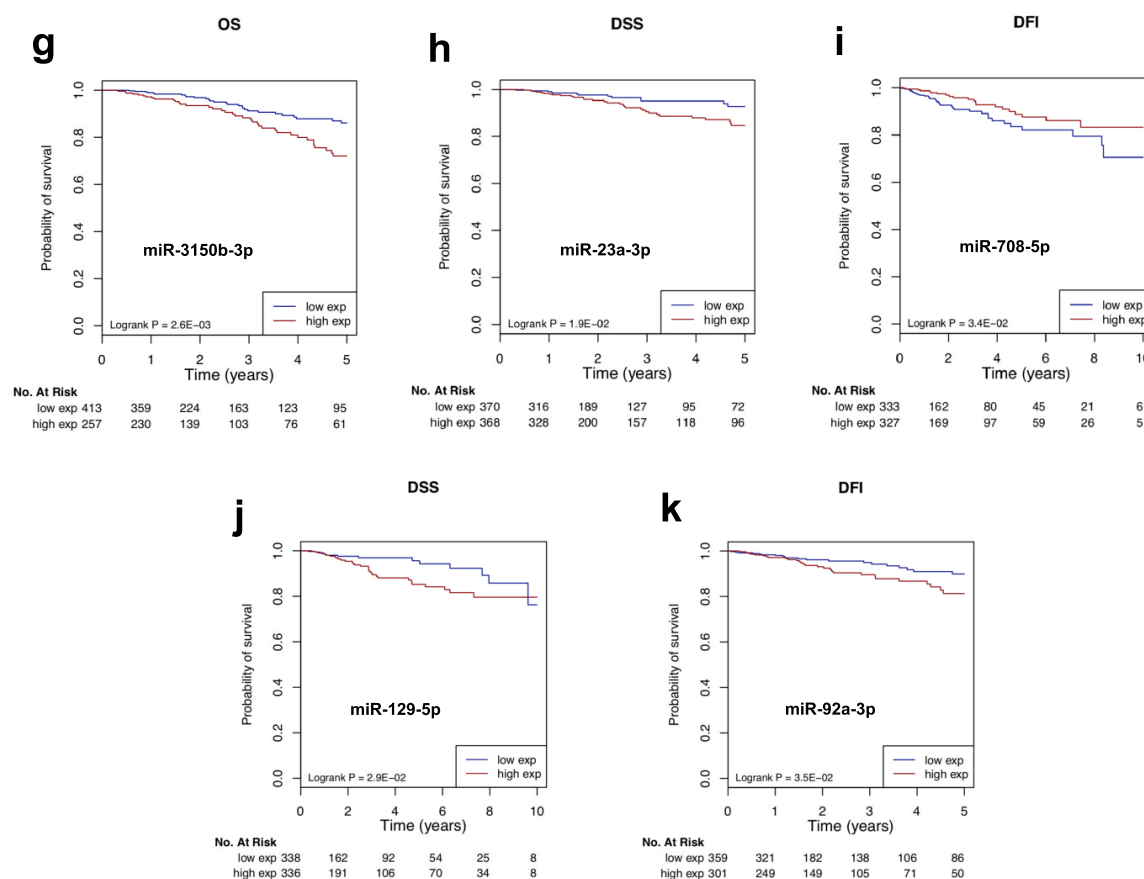 g
OS
Probability of survival
1.0
0.8
0.6
0.4
0.2
0.0
miR-3150b-3p
low exp
high exp
Logrank P = 2.6E−03
0 1 2 3 4 5
Time (years)
No. At Risk
low exp 413 359 224 163 123 95
high exp 257 230 139 103 76 61
h
DSS
Probability of survival
1.0
0.8
0.6
0.4
0.2
0.0
miR-23a-3p
low exp
high exp
Logrank P = 1.9E−02
0 1 2 3 4 5
Time (years)
No. At Risk
low exp 370 316 189 127 95 72
high exp 368 328 200 157 118 96
i
DFI
Probability of survival
1.0
0.8
0.6
0.4
0.2
0.0
miR-708-5p
low exp
high exp
Logrank P = 3.4E−02
0 2 4 6 8 10
Time (years)
No. At Risk
low exp 333 162 80 45 21 6
high exp 327 169 97 59 26 5
j
DSS
Probability of survival
1.0
0.8
0.6
0.4
0.2
0.0
miR-129-5p
low exp
high exp
Logrank P = 2.9E−02
0 2 4 6 8 10
Time (years)
No. At Risk
low exp 338 162 92 54 25 8
high exp 336 191 106 70 34 8
k
DFI
Probability of survival
1.0
0.8
0.6
0.4
0.2
0.0
miR-92a-3p
low exp
high exp
Logrank P = 3.5E−02
0 1 2 3 4 5
Time (years)
No. At Risk
low exp 359 321 182 138 106 86
high exp 301 249 149 105 71 50